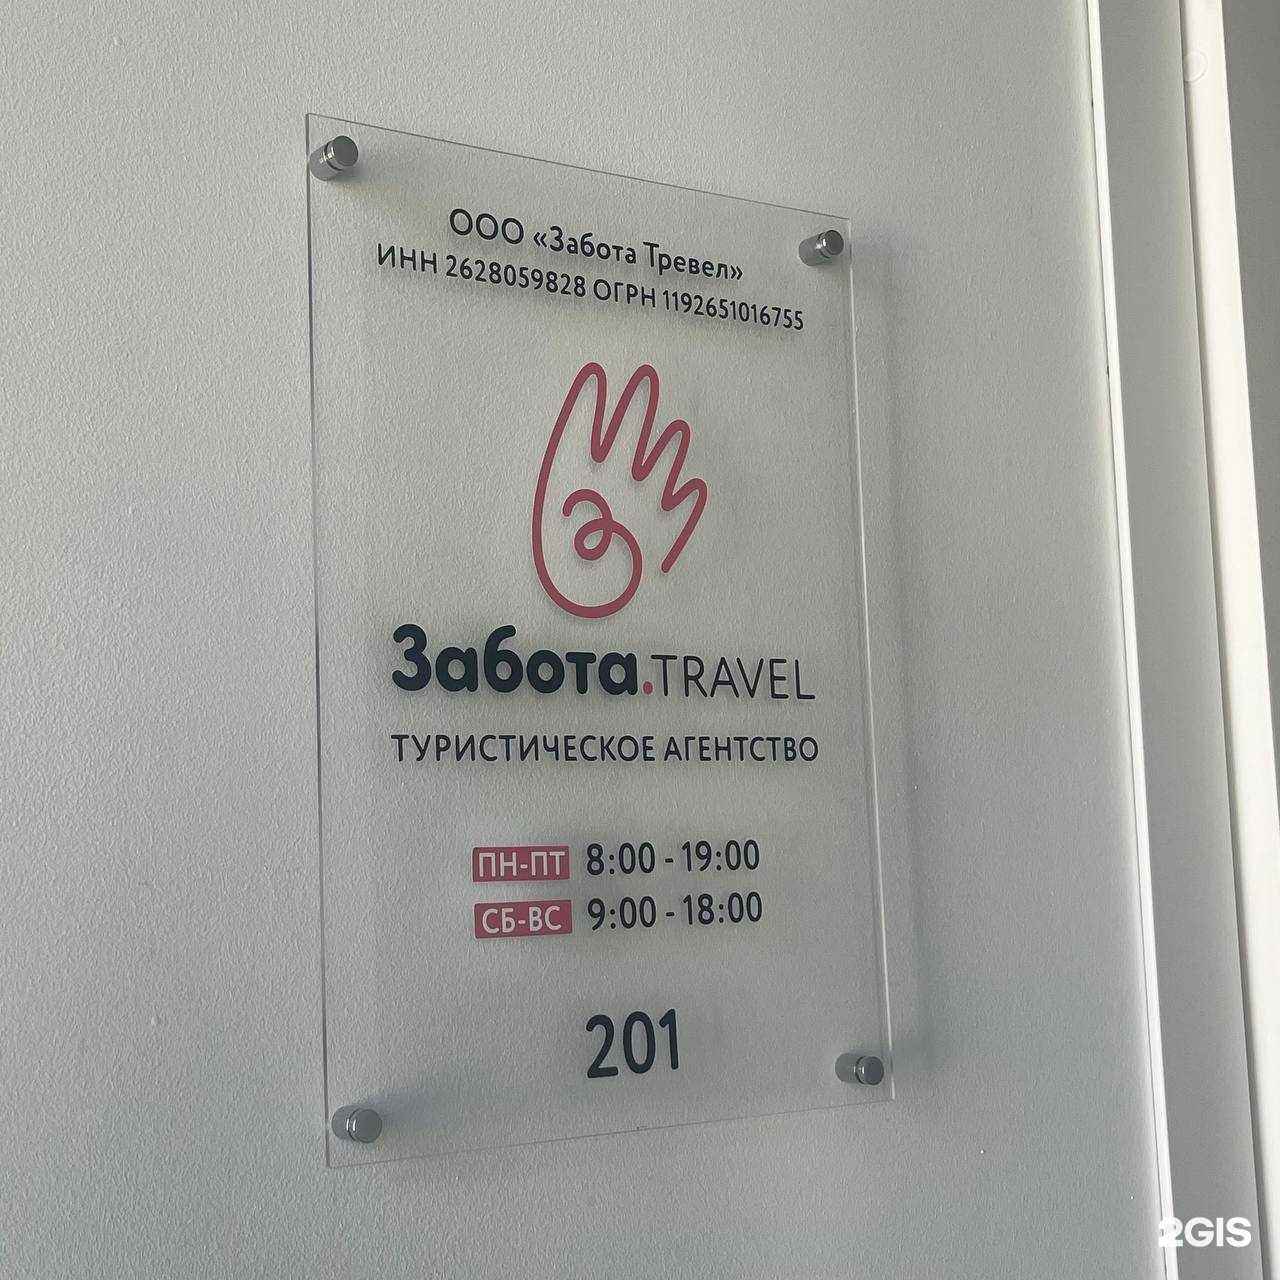 ООО «Забота Тревел»
ИНН 2628059828 ОГРН 1192651016755
Забота.TRAVEL
ТУРИСТИЧЕСКОЕ АГЕНТСТВО
ПН-ПТ 8:00 - 19:00
СБ-ВС 9:00 - 18:00
201
2GIS